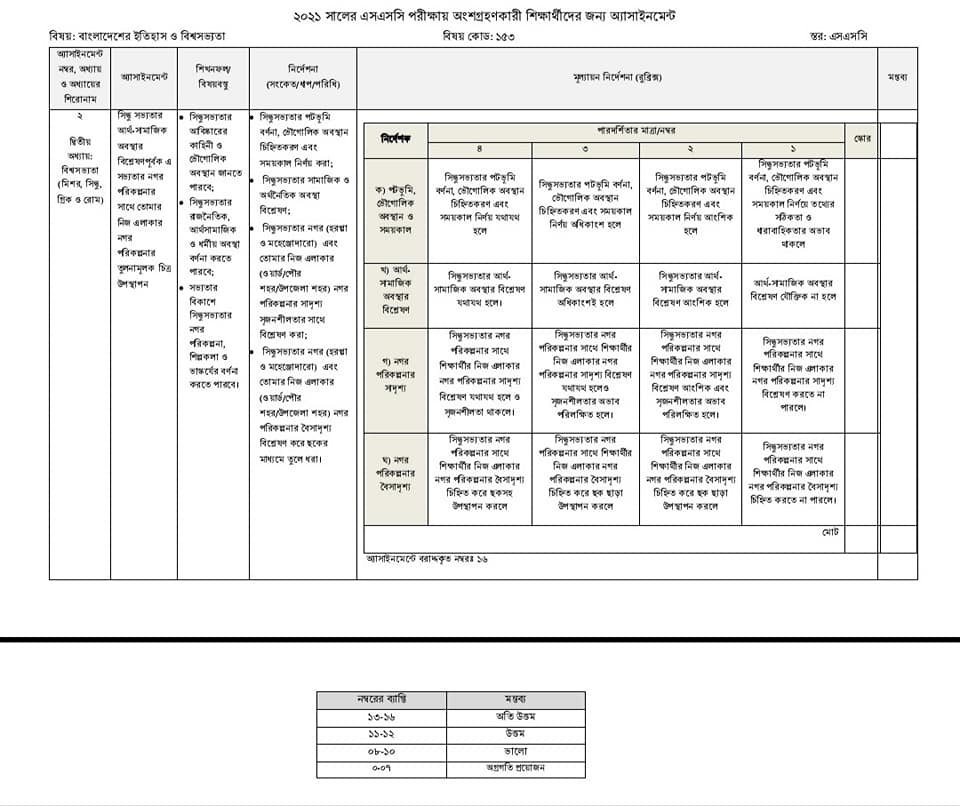 ২০২১ সালের এসএসসি পরীক্ষায় অংশগ্রহণকারী শিক্ষার্থীদের জন্য অ্যাসাইনমেন্ট
বিষয়: বাংলাদেশের ইতিহাস ও বিশ্বসভ্যতা
বিষয় কোড: ১৫৩
স্তর: এসএসসি
অ্যাসাইনমেন্ট
নম্বর, অধ্যায়
ও অধ্যায়ের
শিরোনাম
অ্যাসাইনমেন্ট
শিখনফল/
বিষয়বস্তু
নির্দেশনা
(সংকেত/ধাপ/পরিধি)
মূল্যায়ন নির্দেশনা (রুব্রিক্স)
মন্তব্য
২
দ্বিতীয়
অধ্যায়:
বিশ্বসভ্যতা
(মিশর, সিন্ধু,
গ্রিক ও রোম)
সিন্ধু সভ্যতার
আর্থ-সামাজিক
অবস্থার
বিশ্লেষণপূর্বক এ
সভ্যতার নগর
পরিকল্পনার
সাথে তোমার
নিজ এলাকার
নগর
পরিকল্পনার
তুলনামূলক চিত্র
উপস্থাপন
• সিন্ধুসভ্যতার
আবিষ্কারের
কাহিনী ও
ভৌগোলিক
অবস্থান জানতে
পারবে;
• সিন্ধুসভ্যতার
রাজনৈতিক,
আর্থসামাজিক
ও ধর্মীয় অবস্থা
বর্ণনা করতে
পারবে;
• সভ্যতার
বিকাশে
সিন্ধুসভ্যতার
নগর
পরিকল্পনা,
শিল্পকলা ও
ভাস্কর্যের বর্ণনা
করতে পারবে।
• সিন্ধুসভ্যতার পটভূমি
বর্ণনা, ভৌগোলিক অবস্থান
চিহ্নিতকরণ এবং
সময়কাল নির্ণয় করা;
• সিন্ধুসভ্যতার সামাজিক ও
অর্থনৈতিক অবস্থা
বিশ্লেষণ;
• সিন্ধুসভ্যতার নগর (হরপ্পা
ও মহেঞ্জোদারো) এবং
তোমার নিজ এলাকার
(ওয়ার্ড/পৌর
শহর/উপজেলা শহর) নগর
পরিকল্পনার সাদৃশ্য
সৃজনশীলতার সাথে
বিশ্লেষণ করা;
• সিন্ধুসভ্যতার নগর (হরপ্পা
ও মহেঞ্জোদারো) এবং
তোমার নিজ এলাকার
(ওয়ার্ড/পৌর
শহর/উপজেলা শহর) নগর
পরিকল্পনার বৈসাদৃশ্য
বিশ্লেষণ করে ছকের
মাধ্যমে তুলে ধরা।
নির্দেশক
পারদর্শিতার মাত্রা/নম্বর
স্কোর
৪
৩
২
১
ক) পটভূমি,
ভৌগোলিক
অবস্থান ও
সময়কাল
সিন্ধুসভ্যতার পটভূমি
বর্ণনা, ভৌগোলিক অবস্থান
চিহ্নিতকরণ এবং
সময়কাল নির্ণয় যথাযথ
হলে
সিন্ধুসভ্যতার পটভূমি বর্ণনা,
ভৌগোলিক অবস্থান
চিহ্নিতকরণ এবং সময়কাল
নির্ণয় অধিকাংশ হলে
সিন্ধুসভ্যতার পটভূমি
বর্ণনা, ভৌগোলিক অবস্থান
চিহ্নিতকরণ এবং
সময়কাল নির্ণয় আংশিক
হলে
সিন্ধুসভ্যতার পটভূমি
বর্ণনা, ভৌগোলিক অবস্থান
চিহ্নিতকরণ এবং
সময়কাল নির্ণয়ে তথ্যের
সঠিকতা ও
ধারাবাহিকতার অভাব
থাকলে
খ) আর্থ-
সামাজিক
অবস্থার
বিশ্লেষণ
সিন্ধুসভ্যতার আর্থ-
সামাজিক অবস্থার বিশ্লেষণ
যথাযথ হলে।
সিন্ধুসভ্যতার আর্থ-
সামাজিক অবস্থার বিশ্লেষণ
অধিকাংশই হলে
সিন্ধুসভ্যতার আর্থ-
সামাজিক অবস্থার
বিশ্লেষণ আংশিক হলে
আর্থ-সামাজিক অবস্থার
বিশ্লেষণ যৌক্তিক না হলে
গ) নগর
পরিকল্পনার
সাদৃশ্য
সিন্ধুসভ্যতার নগর
পরিকল্পনার সাথে
শিক্ষার্থীর নিজ এলাকার
নগর পরিকল্পনার সাদৃশ্য
বিশ্লেষণ যথাযথ হলে ও
সৃজনশীলতা থাকলে।
সিন্ধুসভ্যতার নগর
পরিকল্পনার সাথে শিক্ষার্থীর
নিজ এলাকার নগর
পরিকল্পনার সাদৃশ্য বিশ্লেষণ
যথাযথ হলেও
সৃজনশীলতার অভাব
পরিলক্ষিত হলে।
সিন্ধুসভ্যতার নগর
পরিকল্পনার সাথে
শিক্ষার্থীর নিজ এলাকার
নগর পরিকল্পনার সাদৃশ্য
বিশ্লেষণ আংশিক এবং
সৃজনশীলতার অভাব
পরিলক্ষিত হলে।
সিন্ধুসভ্যতার নগর
পরিকল্পনার সাথে
শিক্ষার্থীর নিজ এলাকার
নগর পরিকল্পনার সাদৃশ্য
বিশ্লেষণ করতে না
পারলে।
ঘ) নগর
পরিকল্পনার
বৈসাদৃশ্য
সিন্ধুসভ্যতার নগর
পরিকল্পনার সাথে
শিক্ষার্থীর নিজ এলাকার
নগর পরিকল্পনার বৈসাদৃশ্য
চিহ্নিত করে ছকসহ
উপস্থাপন করলে
সিন্ধুসভ্যতার নগর
পরিকল্পনার সাথে শিক্ষার্থীর
নিজ এলাকার নগর
পরিকল্পনার বৈসাদৃশ্য
চিহ্নিত করে ছক ছাড়া
উপস্থাপন করলে
সিন্ধুসভ্যতার নগর
পরিকল্পনার সাথে
শিক্ষার্থীর নিজ এলাকার
নগর পরিকল্পনার বৈসাদৃশ্য
চিহ্নিত করে ছক ছাড়া
উপস্থাপন করলে
সিন্ধুসভ্যতার নগর
পরিকল্পনার সাথে
শিক্ষার্থীর নিজ এলাকার
নগর পরিকল্পনার বৈসাদৃশ্য
চিহ্নিত করতে না পারলে।
মোট
অ্যাসাইনমেন্টে বরাদ্দকৃত নম্বরঃ ১৬
নম্বরের ব্যাপ্তি
মন্তব্য
১৩-১৬
অতি উত্তম
১১-১২
উত্তম
০৮-১০
ভালো
০-০৭
অগ্রগতি প্রয়োজন